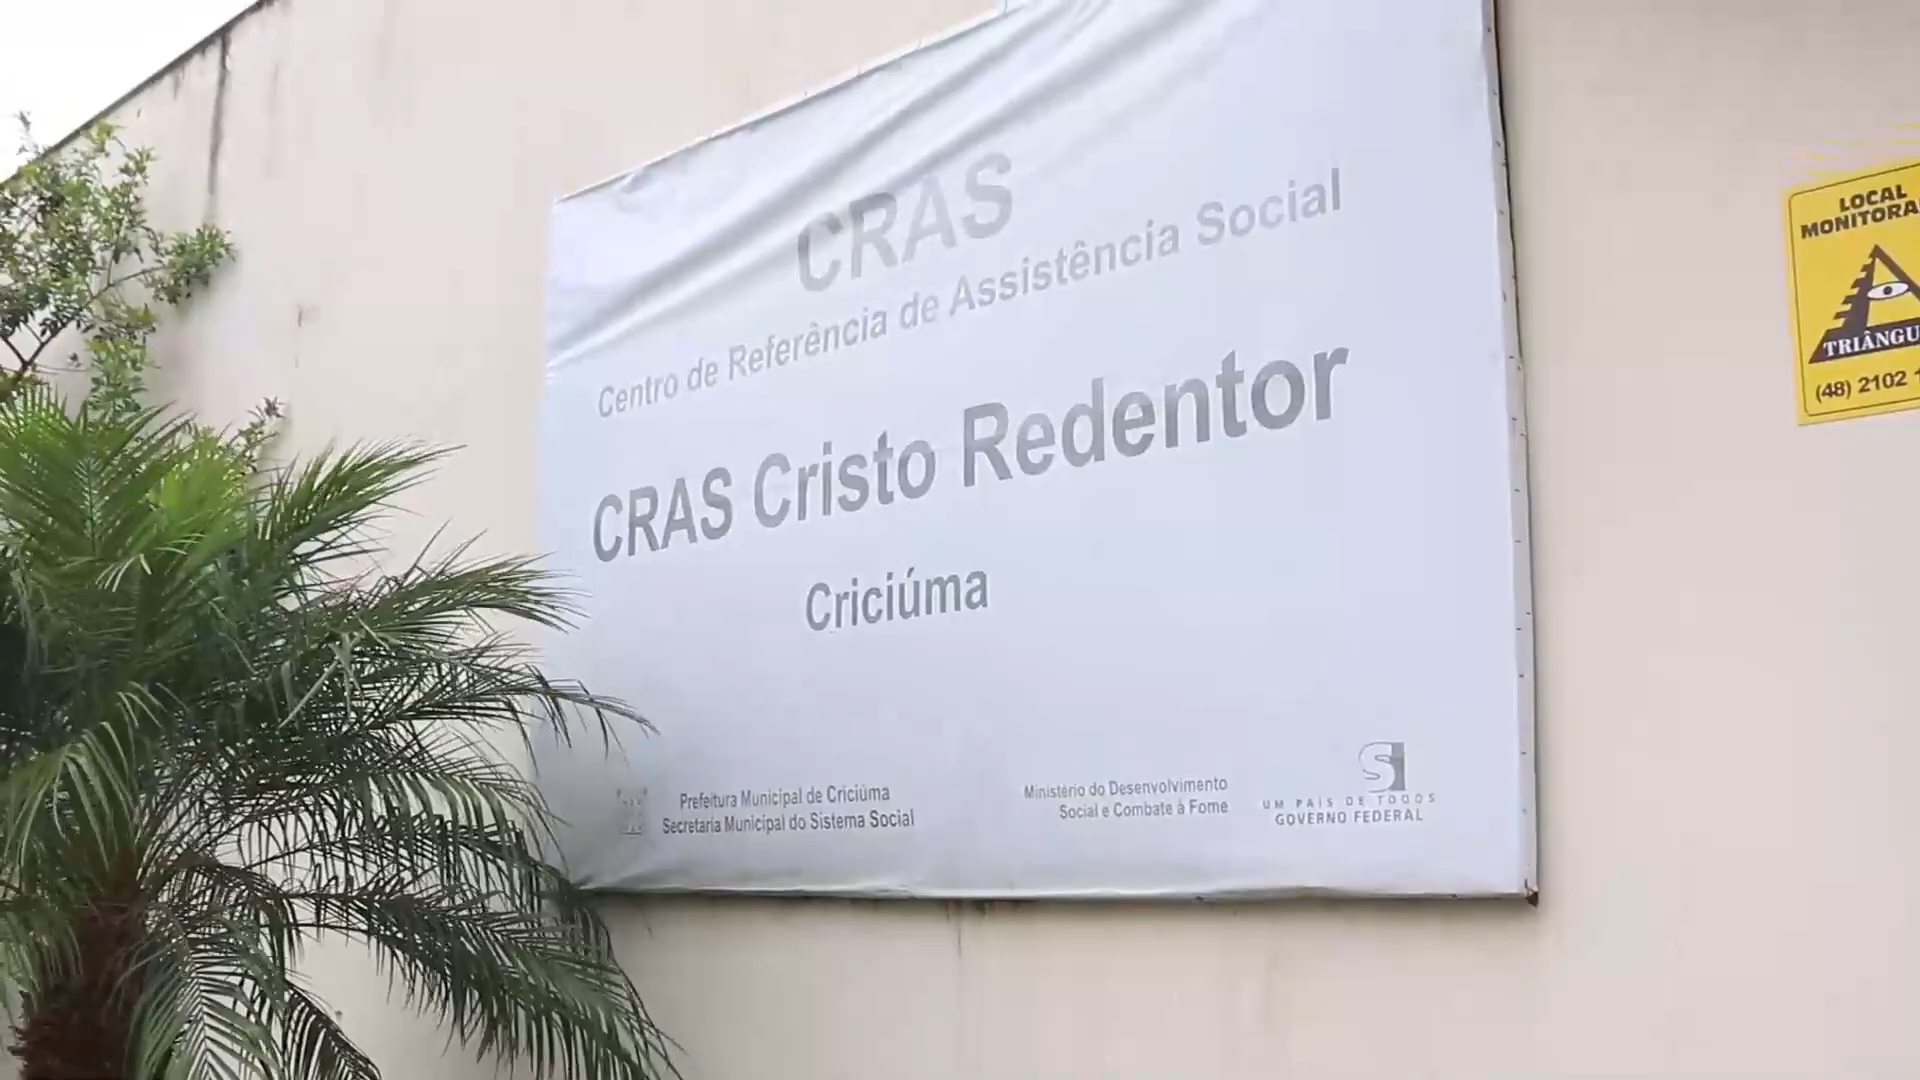 CRAS
Centro de Referência de Assistência Social
CRAS Cristo Redentor
Criciúma
Prefeitura Municipal de Criciúma
Secretaria Municipal do Sistema Social
Ministério do Desenvolvimento
Social e Combate à Fome
UM PAÍS DE TODOS
GOVERNO FEDERAL
LOCAL
MONITORA
TRIÂNGU
(48) 2102